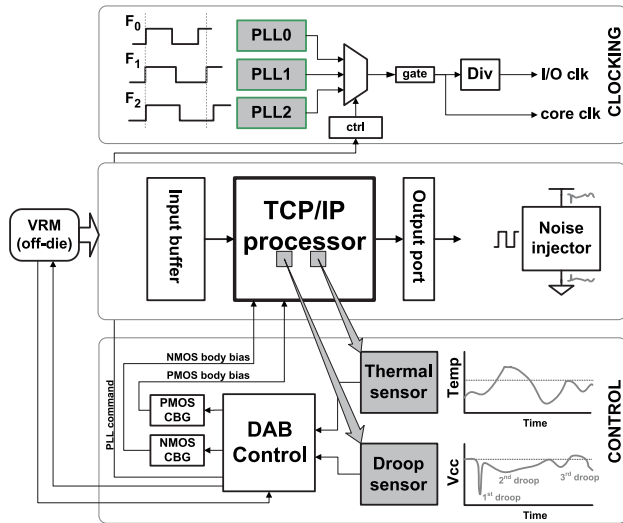 F0
PLL0
F1
PLL1
F2
PLL2
ctrl
gate
Div
I/O clk
core clk
CLOCKING
VRM
(off-die)
Input buffer
TCP/IP
processor
Output port
Noise
injector
NMOS body bias
PMOS body bias
PLL command
PMOS
CBG
NMOS
CBG
DAB
Control
Thermal
sensor
Droop
sensor
Temp
Time
Vcc
1st droop
2nd droop
3rd droop
Time
CONTROL